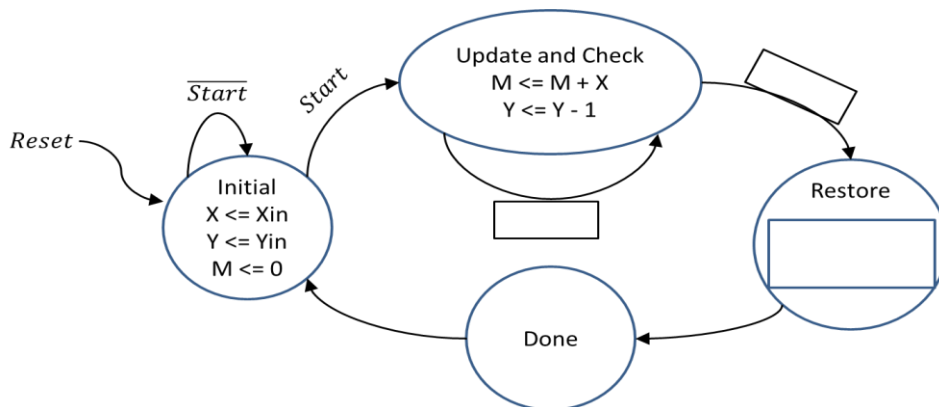 Reset
Start
Start
Update and Check
M <= M + X
Y <= Y - 1
Initial
X <= Xin
Y <= Yin
M <= 0
Restore
Done